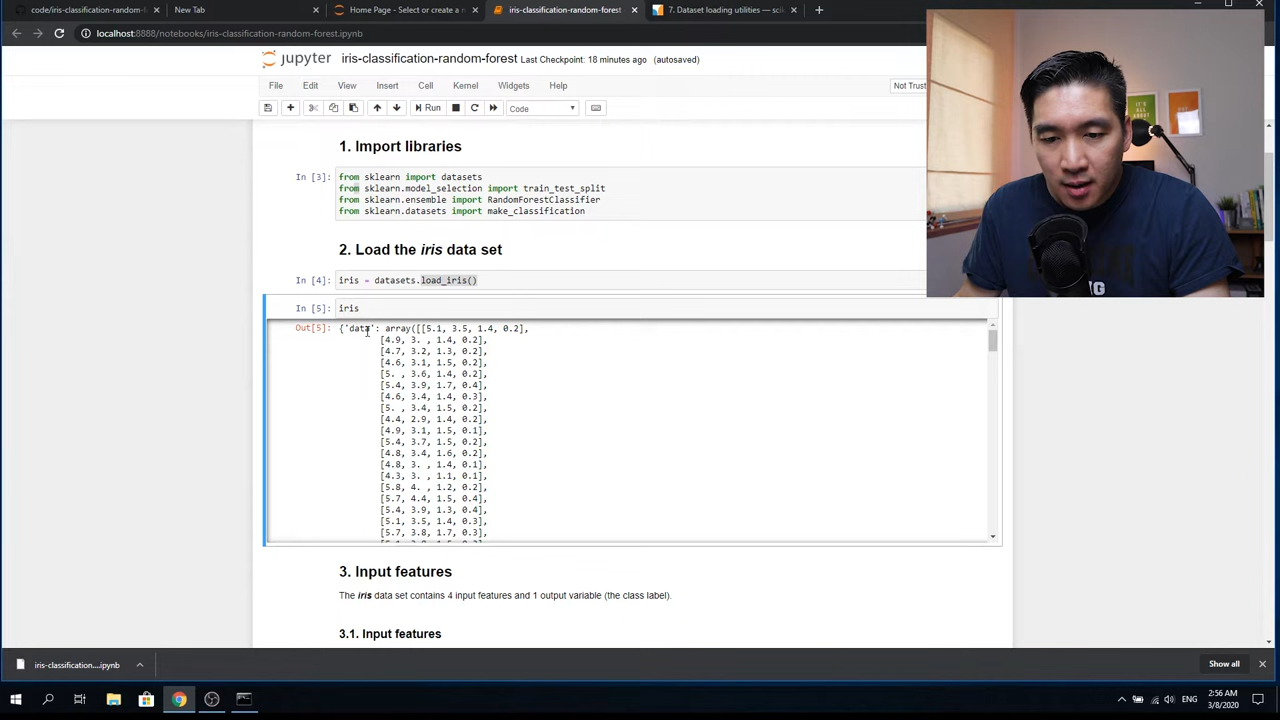 code/iris-classification-random-f
New Tab
Home Page - Select or create a n
iris-classification-random-forest
7. Dataset loading utilities — scik
localhost:8888/notebooks/iris-classification-random-forest.ipynb
jupyter iris-classification-random-forest Last Checkpoint: 18 minutes ago (autosaved)
File Edit View Insert Cell Kernel Widgets Help Not Trust
Run Code
1. Import libraries
In [3]: from sklearn import datasets
from sklearn.model_selection import train_test_split
from sklearn.ensemble import RandomForestClassifier
from sklearn.datasets import make_classification
2. Load the iris data set
In [4]: iris = datasets.load_iris()
In [5]: iris
Out[5]: {'data': array([[5.1, 3.5, 1.4, 0.2],
[4.9, 3. , 1.4, 0.2],
[4.7, 3.2, 1.3, 0.2],
[4.6, 3.1, 1.5, 0.2],
[5. , 3.6, 1.4, 0.2],
[5.4, 3.9, 1.7, 0.4],
[4.6, 3.4, 1.4, 0.3],
[5. , 3.4, 1.5, 0.2],
[4.4, 2.9, 1.4, 0.2],
[4.9, 3.1, 1.5, 0.1],
[5.4, 3.7, 1.5, 0.2],
[4.8, 3.4, 1.6, 0.2],
[4.8, 3. , 1.4, 0.1],
[4.3, 3. , 1.1, 0.1],
[5.8, 4. , 1.2, 0.2],
[5.7, 4.4, 1.5, 0.4],
[5.4, 3.9, 1.3, 0.4],
[5.1, 3.5, 1.4, 0.3],
[5.7, 3.8, 1.7, 0.3],
3. Input features
The iris data set contains 4 input features and 1 output variable (the class label).
3.1. Input features
iris-classification....ipynb
Show all
ENG
2:56 AM
3/8/2020